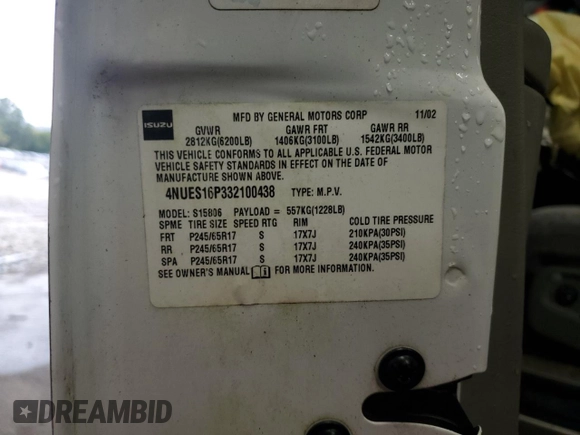 ISUZU
MFD BY GENERAL MOTORS CORP 11/02
GVWR GAWR FRT GAWR RR
2812KG(6200LB) 1406KG(3100LB) 1542KG(3400LB)
THIS VEHICLE CONFORMS TO ALL APPLICABLE U.S. FEDERAL MOTOR
VEHICLE SAFETY STANDARDS IN EFFECT ON THE DATE OF
MANUFACTURE SHOWN ABOVE.
4NUES16P332100438 TYPE: M.P.V.
MODEL: S15806 PAYLOAD = 557KG(1228LB)
SPME TIRE SIZE SPEED RTG RIM COLD TIRE PRESSURE
FRT P245/65R17 S 17X7J 210KPA(30PSI)
RR P245/65R17 S 17X7J 240KPA(35PSI)
SPA P245/65R17 S 17X7J 240KPA(35PSI)
SEE OWNER'S MANUAL FOR MORE INFORMATION.
DREAMBID